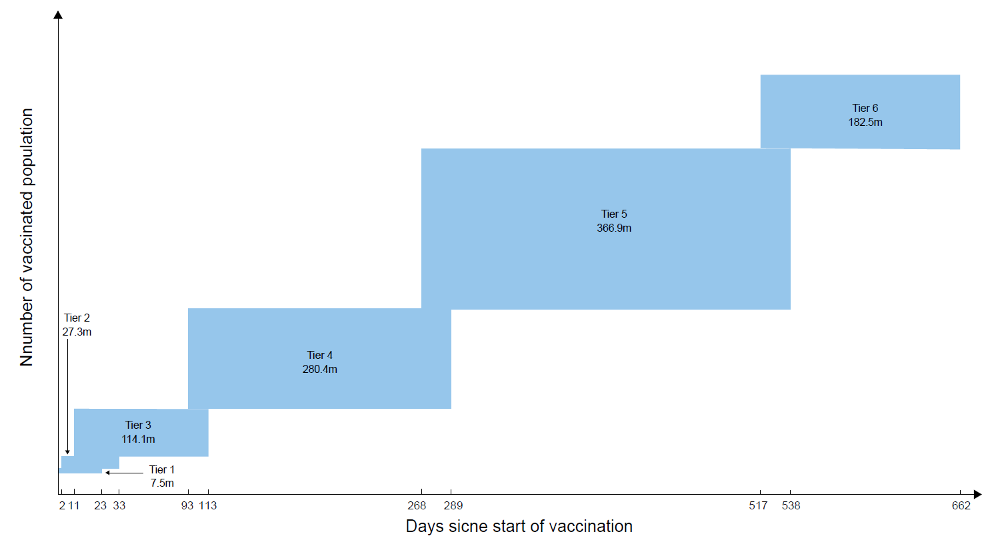 Nnumber of vaccinated population
Tier 6
182.5m
Tier 5
366.9m
Tier 2
27.3m
Tier 4
280.4m
Tier 3
114.1m
Tier 1
7.5m
2 11 23 33 93 113 268 289 517 538 662
Days sicne start of vaccination